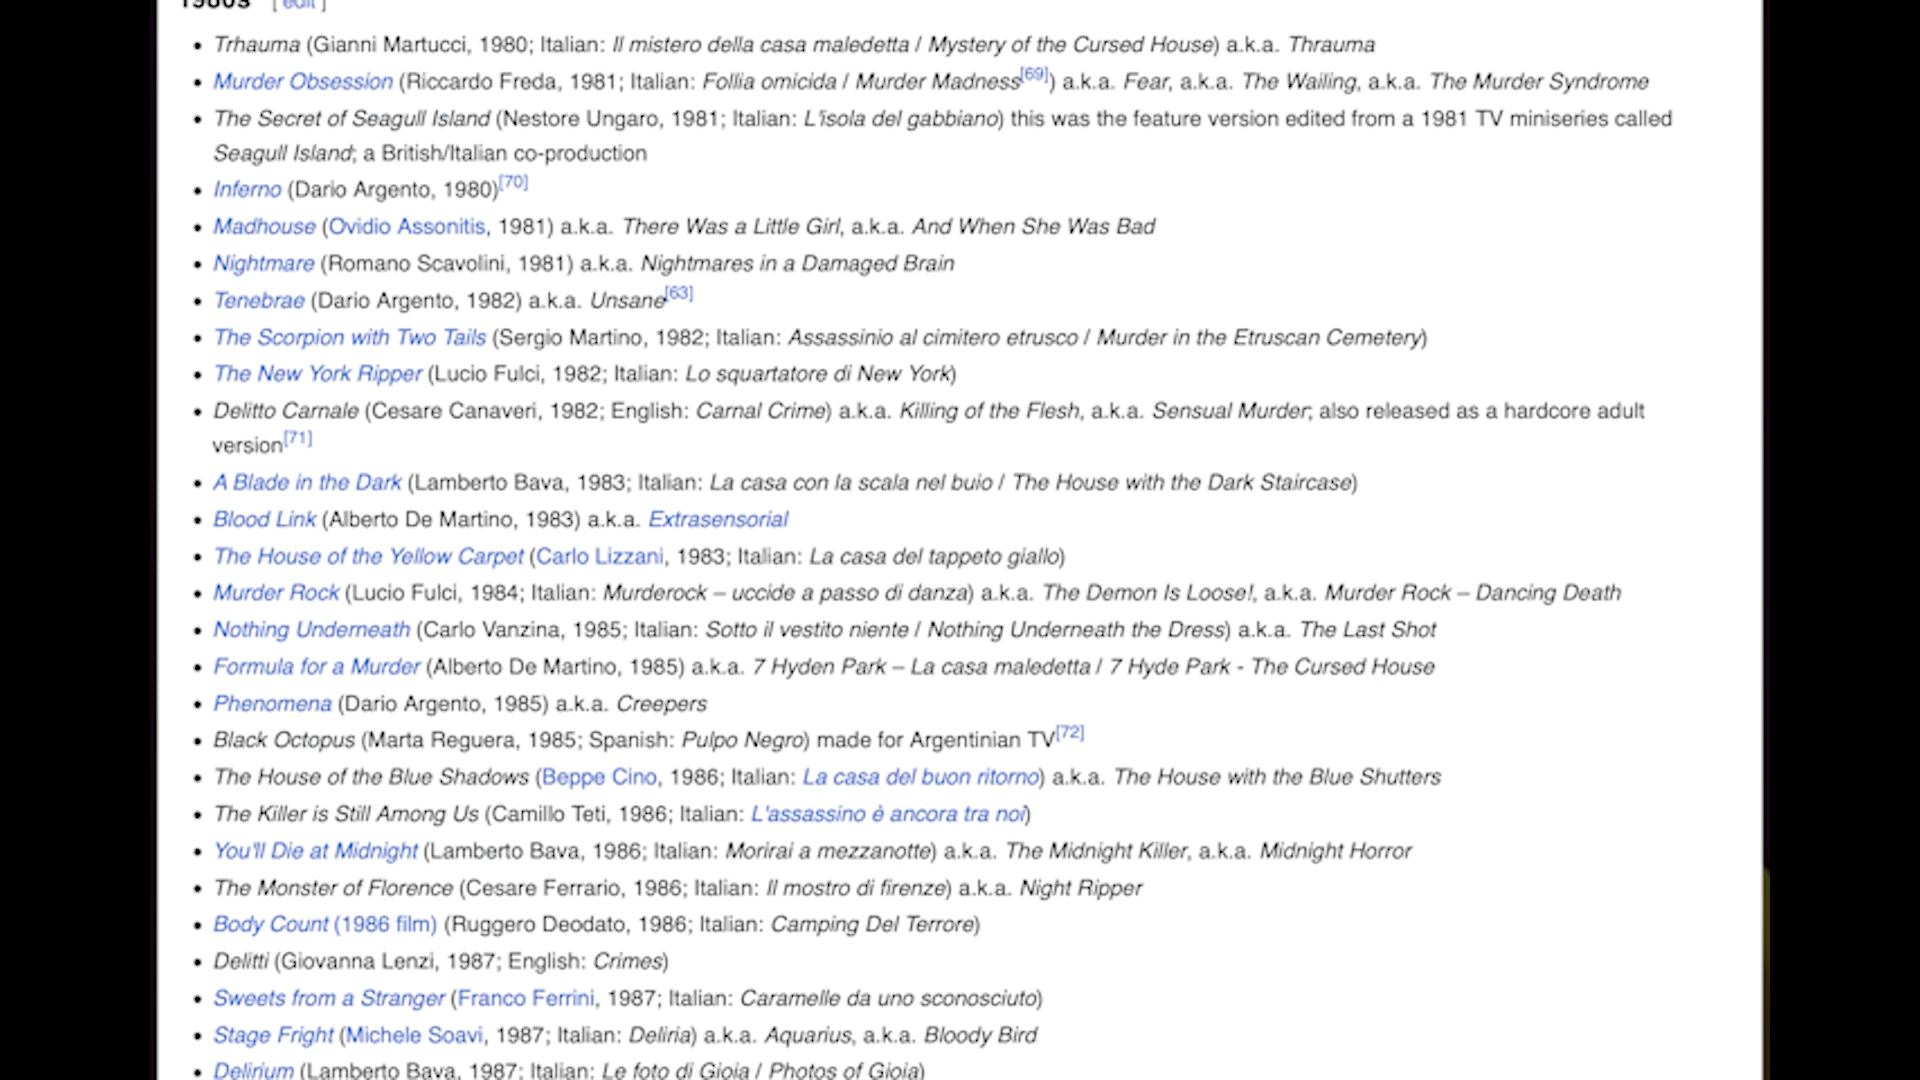 1980s [ edit ]
• Trhauma (Gianni Martucci, 1980; Italian: Il mistero della casa maledetta / Mystery of the Cursed House) a.k.a. Thrauma
• Murder Obsession (Riccardo Freda, 1981; Italian: Follia omicida / Murder Madness[69]) a.k.a. Fear, a.k.a. The Wailing, a.k.a. The Murder Syndrome
• The Secret of Seagull Island (Nestore Ungaro, 1981; Italian: L'isola del gabbiano) this was the feature version edited from a 1981 TV miniseries called
Seagull Island; a British/Italian co-production
• Inferno (Dario Argento, 1980)[70]
• Madhouse (Ovidio Assonitis, 1981) a.k.a. There Was a Little Girl, a.k.a. And When She Was Bad
• Nightmare (Romano Scavolini, 1981) a.k.a. Nightmares in a Damaged Brain
• Tenebrae (Dario Argento, 1982) a.k.a. Unsane[63]
• The Scorpion with Two Tails (Sergio Martino, 1982; Italian: Assassinio al cimitero etrusco / Murder in the Etruscan Cemetery)
• The New York Ripper (Lucio Fulci, 1982; Italian: Lo squartatore di New York)
• Delitto Carnale (Cesare Canaveri, 1982; English: Carnal Crime) a.k.a. Killing of the Flesh, a.k.a. Sensual Murder; also released as a hardcore adult
version[71]
• A Blade in the Dark (Lamberto Bava, 1983; Italian: La casa con la scala nel buio / The House with the Dark Staircase)
• Blood Link (Alberto De Martino, 1983) a.k.a. Extrasensorial
• The House of the Yellow Carpet (Carlo Lizzani, 1983; Italian: La casa del tappeto giallo)
• Murder Rock (Lucio Fulci, 1984; Italian: Murderock – uccide a passo di danza) a.k.a. The Demon Is Loose!, a.k.a. Murder Rock – Dancing Death
• Nothing Underneath (Carlo Vanzina, 1985; Italian: Sotto il vestito niente / Nothing Underneath the Dress) a.k.a. The Last Shot
• Formula for a Murder (Alberto De Martino, 1985) a.k.a. 7 Hyden Park – La casa maledetta / 7 Hyde Park - The Cursed House
• Phenomena (Dario Argento, 1985) a.k.a. Creepers
• Black Octopus (Marta Reguera, 1985; Spanish: Pulpo Negro) made for Argentinian TV[72]
• The House of the Blue Shadows (Beppe Cino, 1986; Italian: La casa del buon ritorno) a.k.a. The House with the Blue Shutters
• The Killer is Still Among Us (Camillo Teti, 1986; Italian: L'assassino è ancora tra noi)
• You'll Die at Midnight (Lamberto Bava, 1986; Italian: Morirai a mezzanotte) a.k.a. The Midnight Killer, a.k.a. Midnight Horror
• The Monster of Florence (Cesare Ferrario, 1986; Italian: Il mostro di firenze) a.k.a. Night Ripper
• Body Count (1986 film) (Ruggero Deodato, 1986; Italian: Camping Del Terrore)
• Delitti (Giovanna Lenzi, 1987; English: Crimes)
• Sweets from a Stranger (Franco Ferrini, 1987; Italian: Caramelle da uno sconosciuto)
• Stage Fright (Michele Soavi, 1987; Italian: Deliria) a.k.a. Aquarius, a.k.a. Bloody Bird
• Delirium (Lamberto Bava, 1987; Italian: Le foto di Gioia / Photos of Gioia)